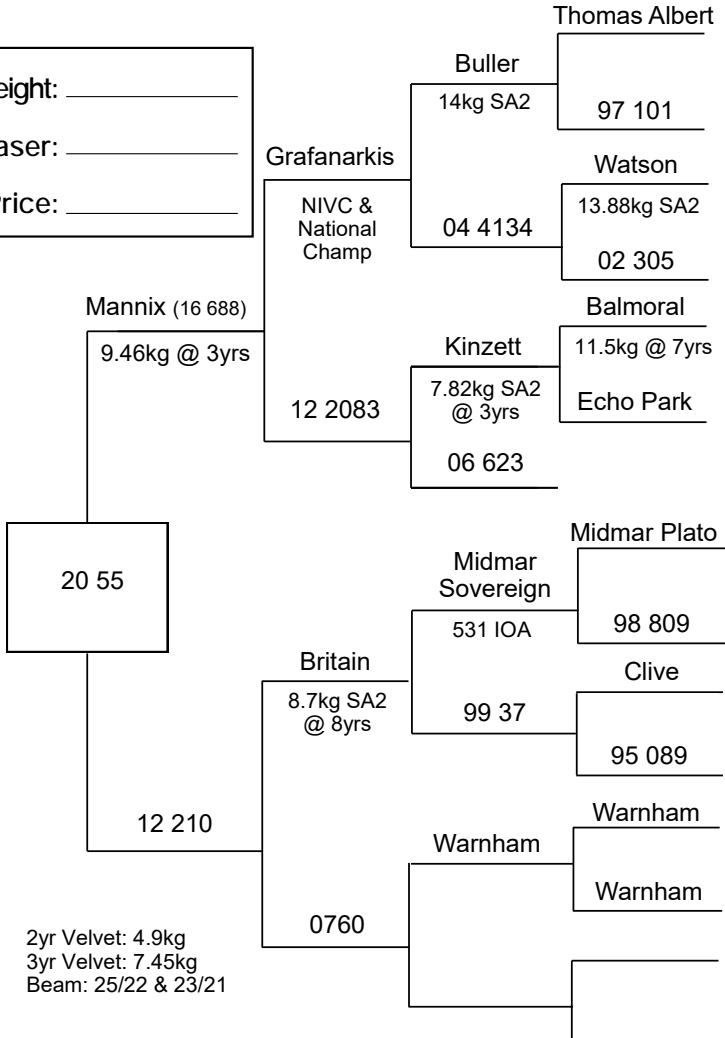 Thomas Albert
Buller
14kg SA2
97 101
eight:
aser:
Price:
Grafanarkis
NIVC &
National
Champ
Watson
13.88kg SA2
04 4134
02 305
Mannix (16 688)
9.46kg @ 3yrs
Balmoral
11.5kg @ 7yrs
Kinzett
7.82kg SA2
@ 3yrs
Echo Park
12 2083
06 623
20 55
Midmar Plato
Midmar
Sovereign
531 IOA
98 809
Britain
8.7kg SA2
@ 8yrs
Clive
99 37
95 089
12 210
Warnham
Warnham
Warnham
0760
2yr Velvet: 4.9kg
3yr Velvet: 7.45kg
Beam: 25/22 & 23/21